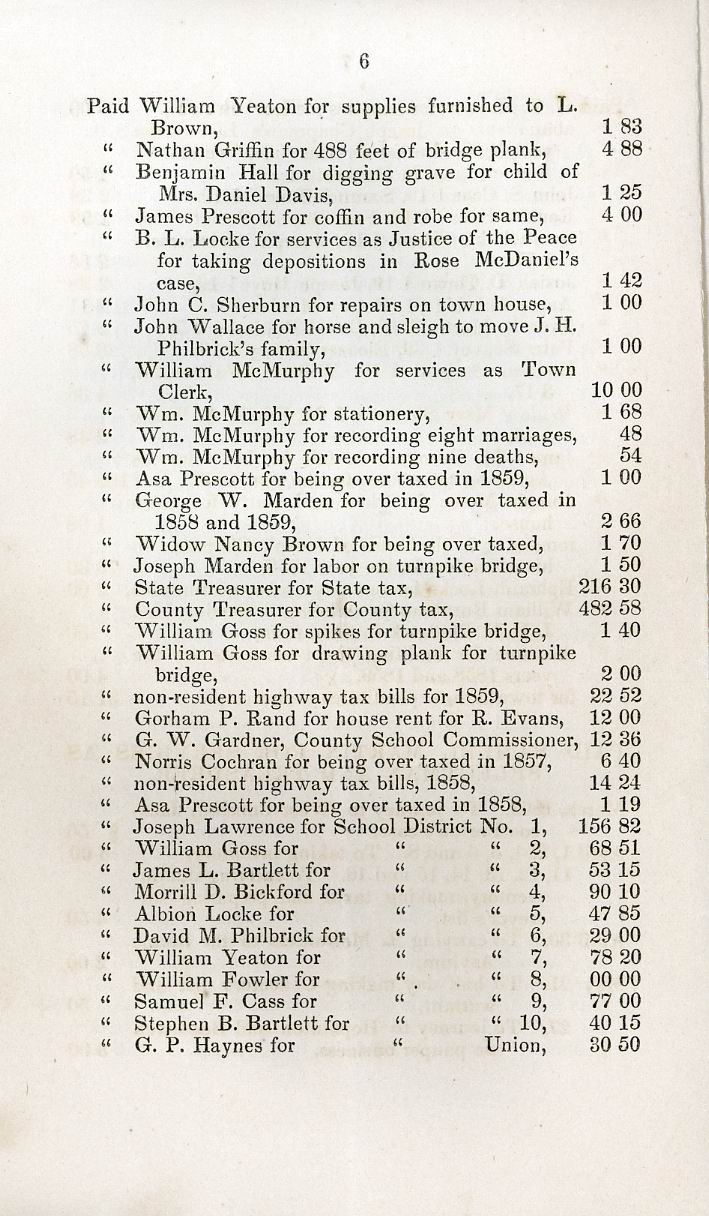 6
Paid William Yeaton for supplies furnished to L.
Brown, 1 83
“ Nathan Griffin for 488 feet of bridge plank, 4 88
“ Benjamin Hall for digging grave for child of
Mrs. Daniel Davis, 1 25
“ James Prescott for coffin and robe for same, 4 00
“ B. L. Locke for services as Justice of the Peace
for taking depositions in Rose McDaniel’s
case, 1 42
“ John C. Sherburn for repairs on town house, 1 00
“ John Wallace for horse and sleigh to move J. H.
Philbrick’s family, 1 00
“ William McMurphy for services as Town
Clerk, 10 00
“ Wm. McMurphy for stationery, 1 68
“ Wm. McMurphy for recording eight marriages, 48
“ Wm. McMurphy for recording nine deaths, 54
“ Asa Prescott for being over taxed in 1859, 1 00
“ George W. Marden for being over taxed in
1858 and 1859, 2 66
“ Widow Nancy Brown for being over taxed, 1 70
“ Joseph Marden for labor on turnpike bridge, 1 50
“ State Treasurer for State tax, 216 30
“ County Treasurer for County tax, 482 58
“ William Goss for spikes for turnpike bridge, 1 40
“ William Goss for drawing plank for turnpike
bridge, 2 00
“ non-resident highway tax bills for 1859, 22 52
“ Gorham P. Rand for house rent for R. Evans, 12 00
“ G. W. Gardner, County School Commissioner, 12 36
“ Norris Cochran for being over taxed in 1857, 6 40
“ non-resident highway tax bills, 1858, 14 24
“ Asa Prescott for being over taxed in 1858, 1 19
“ Joseph Lawrence for School District No. 1, 156 82
“ William Goss for “ “ 2, 68 51
“ James L. Bartlett for “ “ 3, 53 15
“ Morrill D. Bickford for “ “ 4, 90 10
“ Albion Locke for “ “ 5, 47 85
“ David M. Philbrick for “ “ 6, 29 00
“ William Yeaton for “ “ 7, 78 20
“ William Fowler for “ “ 8, 00 00
“ Samuel F. Cass for “ “ 9, 77 00
“ Stephen B. Bartlett for “ “ 10, 40 15
“ G. P. Haynes for “ Union, 30 50